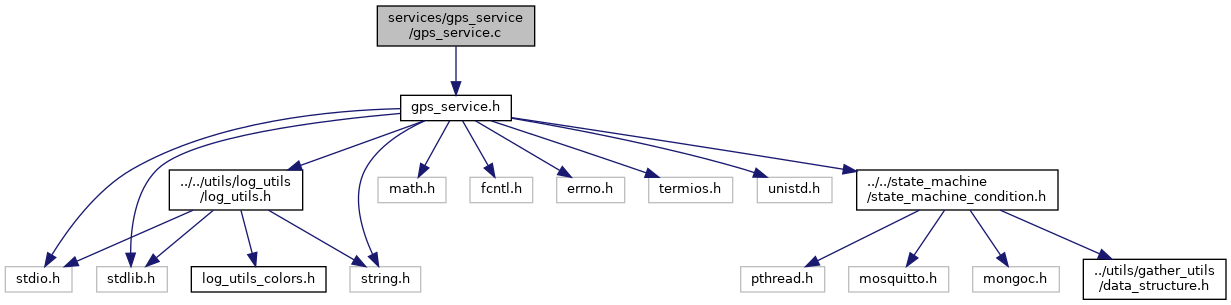 services/gps_service
/gps_service.c
gps_service.h
../../utils/log_utils
/log_utils.h
math.h
fcntl.h
errno.h
termios.h
unistd.h
../../state_machine
/state_machine_condition.h
stdio.h
stdlib.h
log_utils_colors.h
string.h
pthread.h
mosquitto.h
mongoc.h
../utils/gather_utils
/data_structure.h